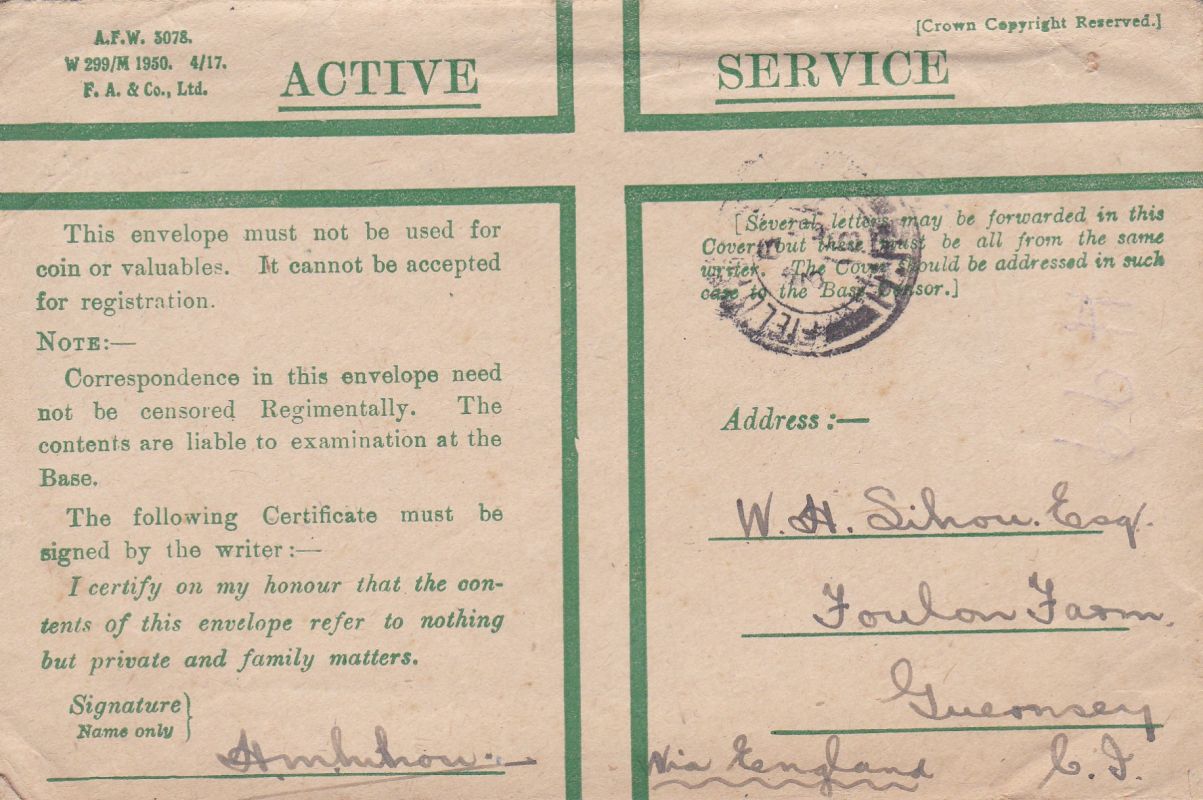 A.F.W. 3078.
W 299/M 1950. 4/17.
F. A. & Co., Ltd.
ACTIVE SERVICE
[Crown Copyright Reserved.]
This envelope must not be used for
coin or valuables. It cannot be accepted
for registration.
NOTE:—
Correspondence in this envelope need
not be censored Regimentally. The
contents are liable to examination at the
Base.
The following Certificate must be
signed by the writer:—
I certify on my honour that the con-
tents of this envelope refer to nothing
but private and family matters.
Signature
Name only
[Several letters may be forwarded in this
Cover, but these must be all from the same
writer. The Cover should be addressed in such
case to the Base Censor.]
FIEL
Address:—
W. H. Sihou. Esq.
Foulon Farm.
Guernsey
Via England C. I.